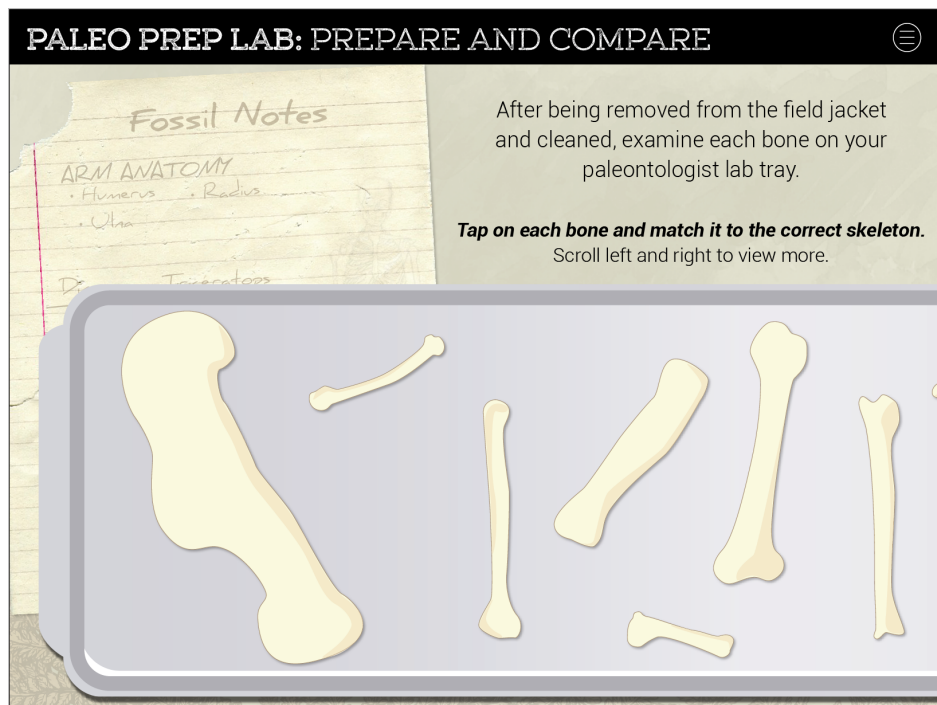 PALEO PREP LAB: PREPARE AND COMPARE
Fossil Notes
ARM ANATOMY
• Humerus • Radius
• Ulna
Triceratops
After being removed from the field jacket
and cleaned, examine each bone on your
paleontologist lab tray.
Tap on each bone and match it to the correct skeleton.
Scroll left and right to view more.